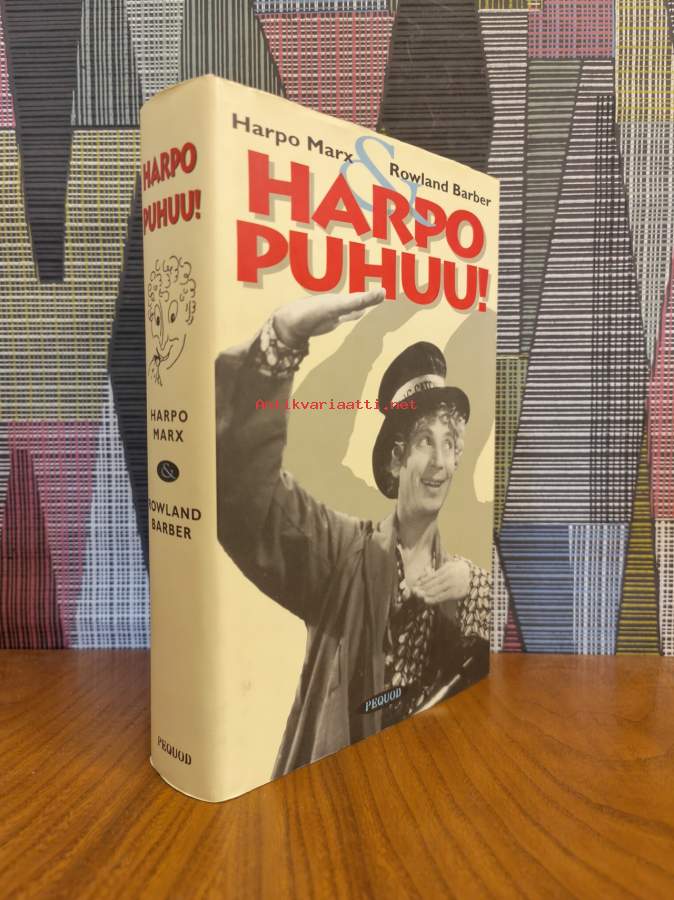 HARPO
PUHUU!
HARPO
MARX
&
ROWLAND
BARBER
PEQUOD
Harpo Marx & Rowland Barber
HARPO
PUHUU!
Antikvariaatti.net
PEQUOD